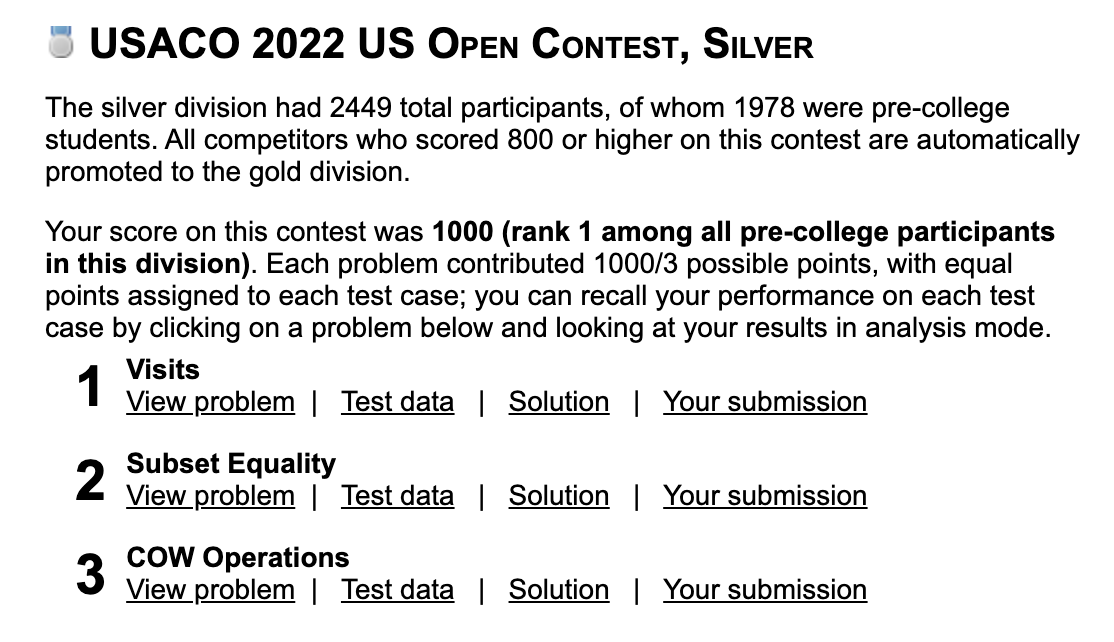 USACO 2022 US Open Contest, Silver
The silver division had 2449 total participants, of whom 1978 were pre-college
students. All competitors who scored 800 or higher on this contest are automatically
promoted to the gold division.
Your score on this contest was 1000 (rank 1 among all pre-college participants
in this division). Each problem contributed 1000/3 possible points, with equal
points assigned to each test case; you can recall your performance on each test
case by clicking on a problem below and looking at your results in analysis mode.
1 Visits
View problem | Test data | Solution | Your submission
2 Subset Equality
View problem | Test data | Solution | Your submission
3 COW Operations
View problem | Test data | Solution | Your submission